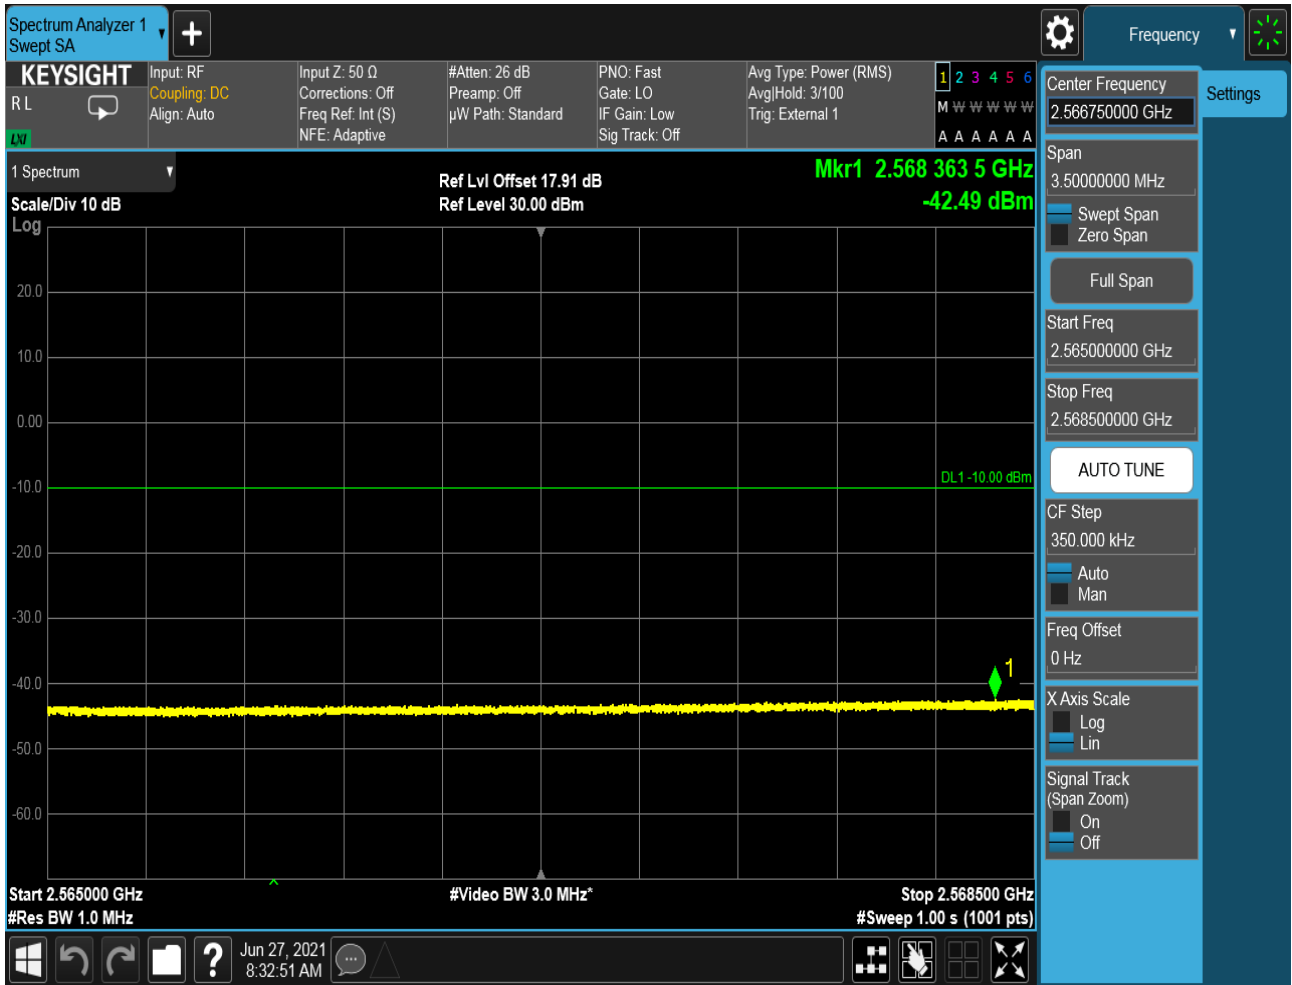 Spectrum Analyzer 1
Swept SA
+
Frequency
KEYSIGHT
R L
LXI
Input: RF
Coupling: DC
Align: Auto
Input Z: 50 Ω
Corrections: Off
Freq Ref: Int (S)
NFE: Adaptive
#Atten: 26 dB
Preamp: Off
µW Path: Standard
PNO: Fast
Gate: LO
IF Gain: Low
Sig Track: Off
Avg Type: Power (RMS)
Avg|Hold: 3/100
Trig: External 1
1 2 3 4 5 6
M W W W W W
A A A A A A
1 Spectrum
Scale/Div 10 dB
Log
Ref Lvl Offset 17.91 dB
Ref Level 30.00 dBm
Mkr1 2.568 363 5 GHz
-42.49 dBm
20.0
10.0
0.00
-10.0
DL1 -10.00 dBm
-20.0
-30.0
-40.0
1
-50.0
-60.0
Start 2.565000 GHz
#Video BW 3.0 MHz*
Stop 2.568500 GHz
#Res BW 1.0 MHz
#Sweep 1.00 s (1001 pts)
?
Jun 27, 2021
8:32:51 AM
Center Frequency
2.566750000 GHz
Settings
Span
3.50000000 MHz
Swept Span
Zero Span
Full Span
Start Freq
2.565000000 GHz
Stop Freq
2.568500000 GHz
AUTO TUNE
CF Step
350.000 kHz
Auto
Man
Freq Offset
0 Hz
X Axis Scale
Log
Lin
Signal Track
(Span Zoom)
On
Off